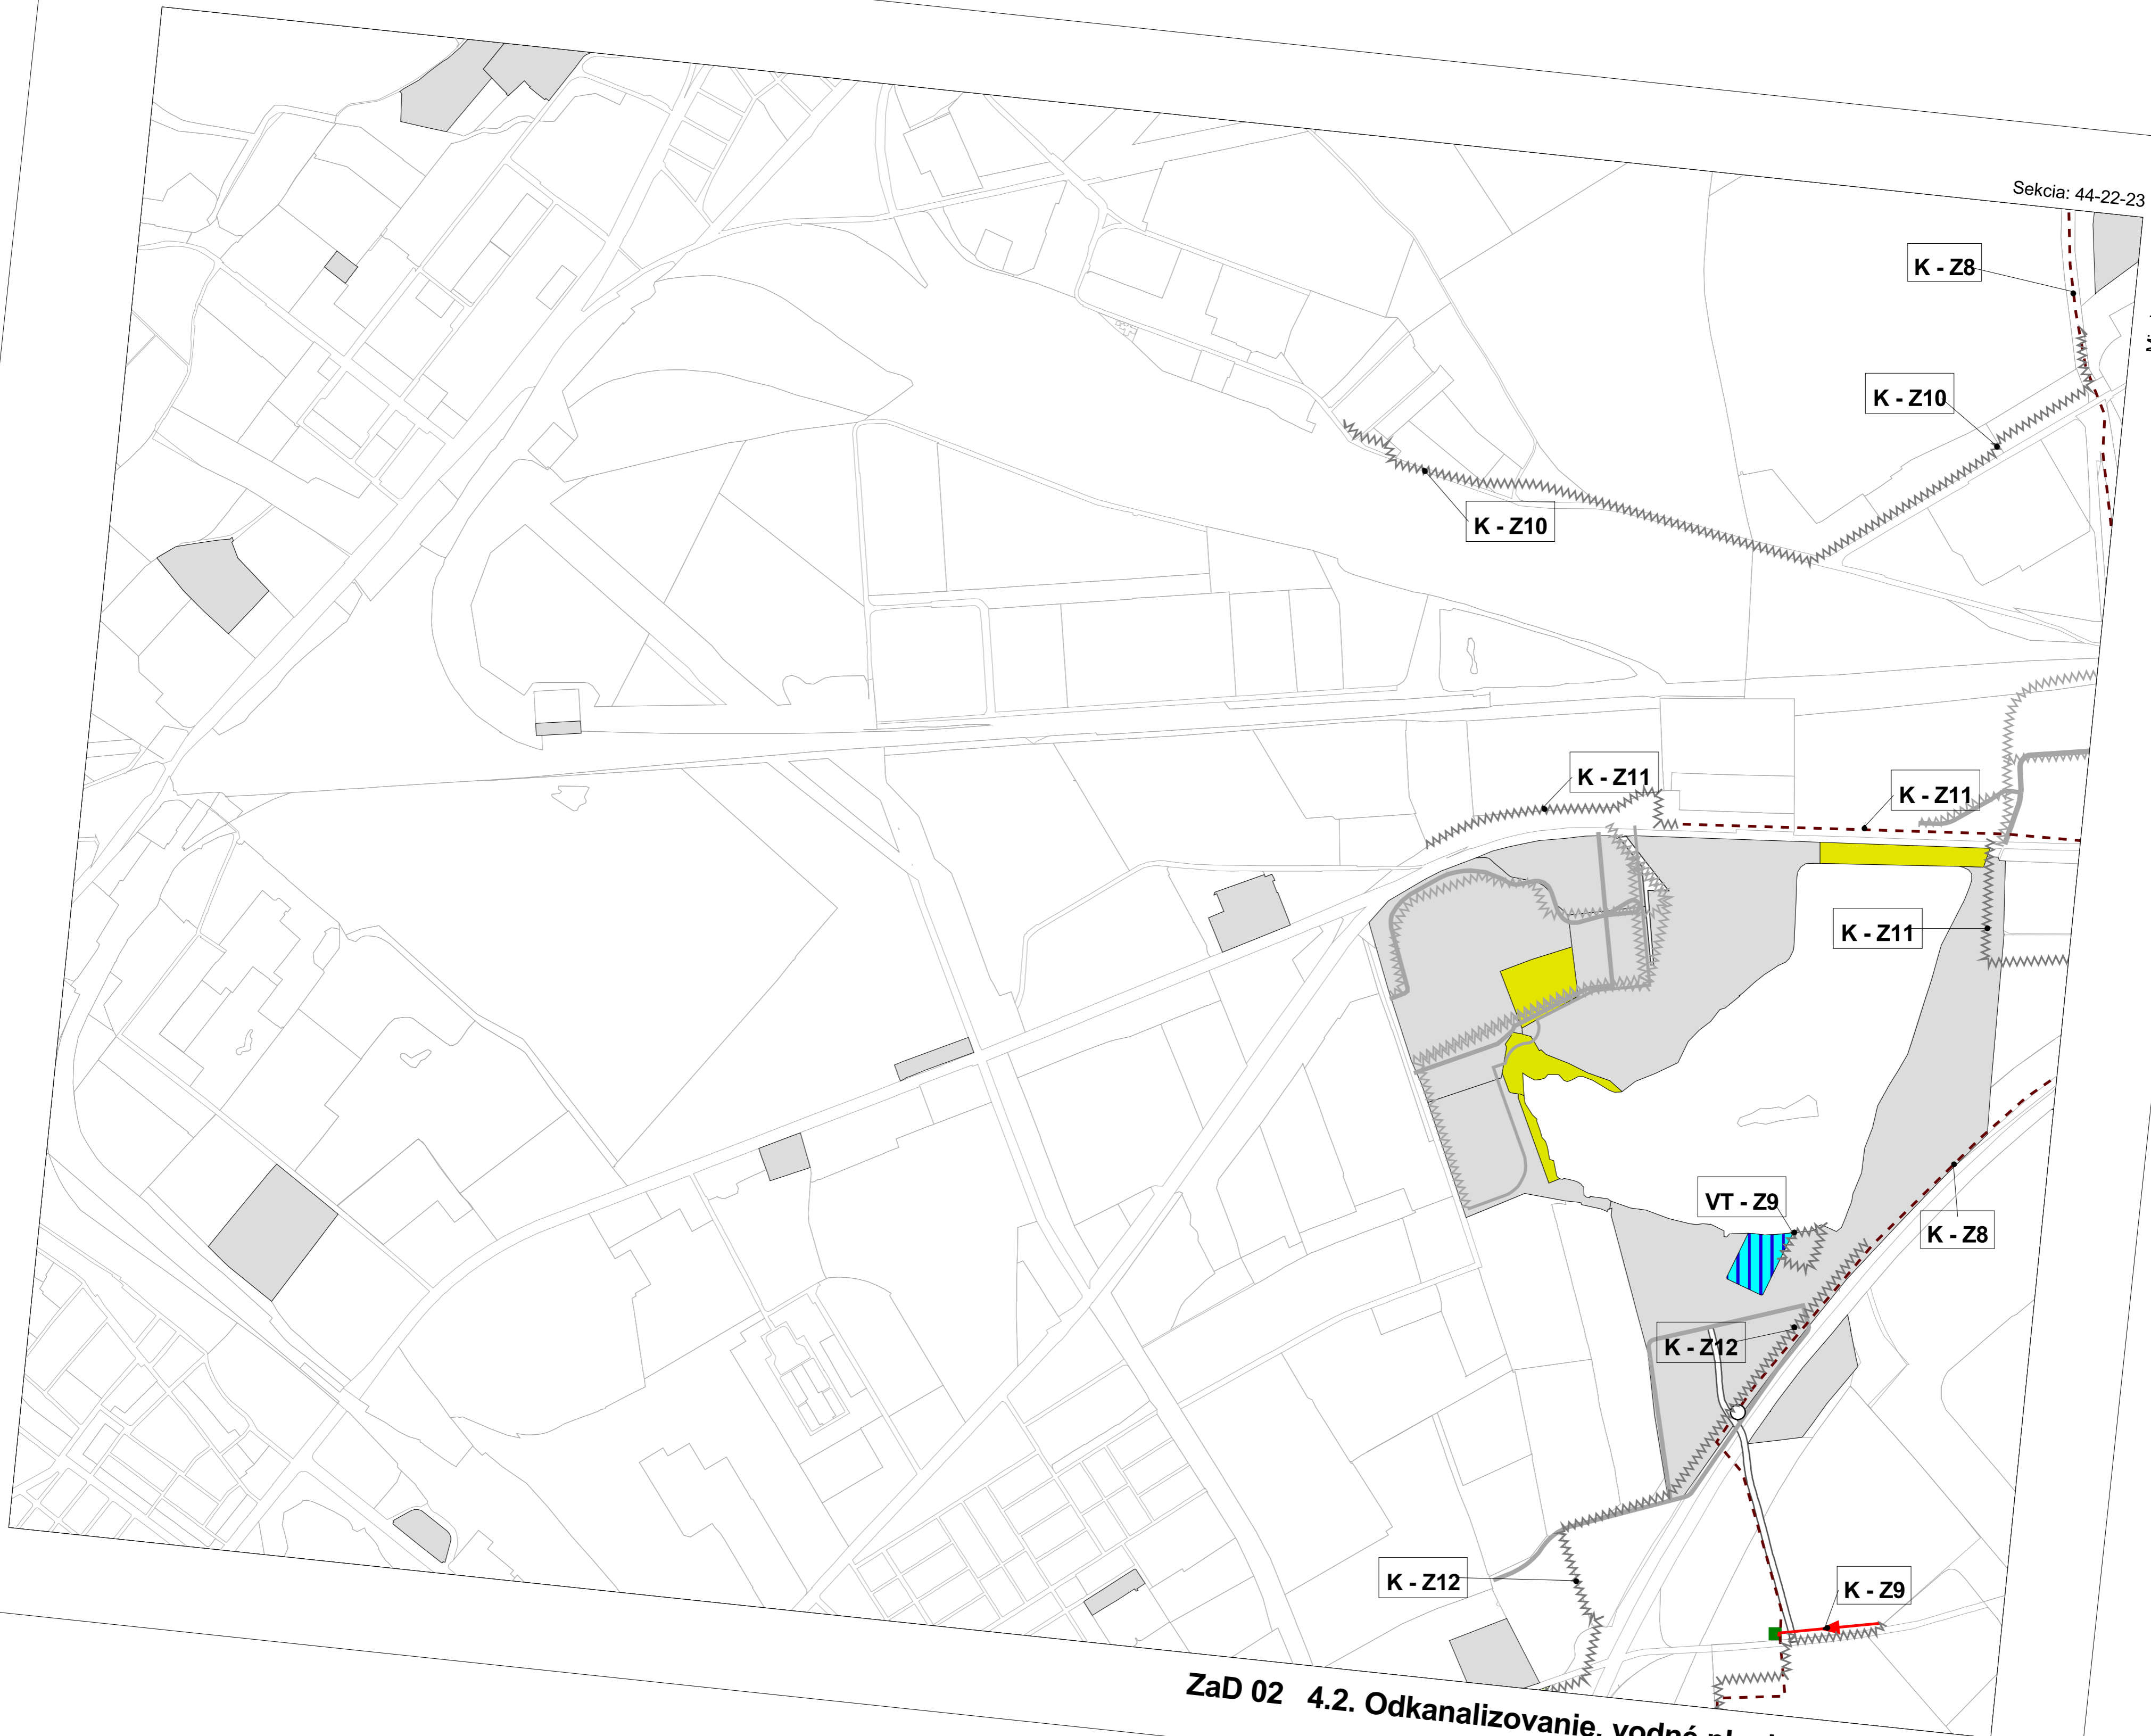 Sekcia: 44-22-23
K - Z8
K - Z10
K - Z10
K - Z11
K - Z11
K - Z11
VT - Z9
K - Z8
K - Z12
K - Z12
K - Z9
ZaD 02 4.2. Odkanalizovanie, vodné